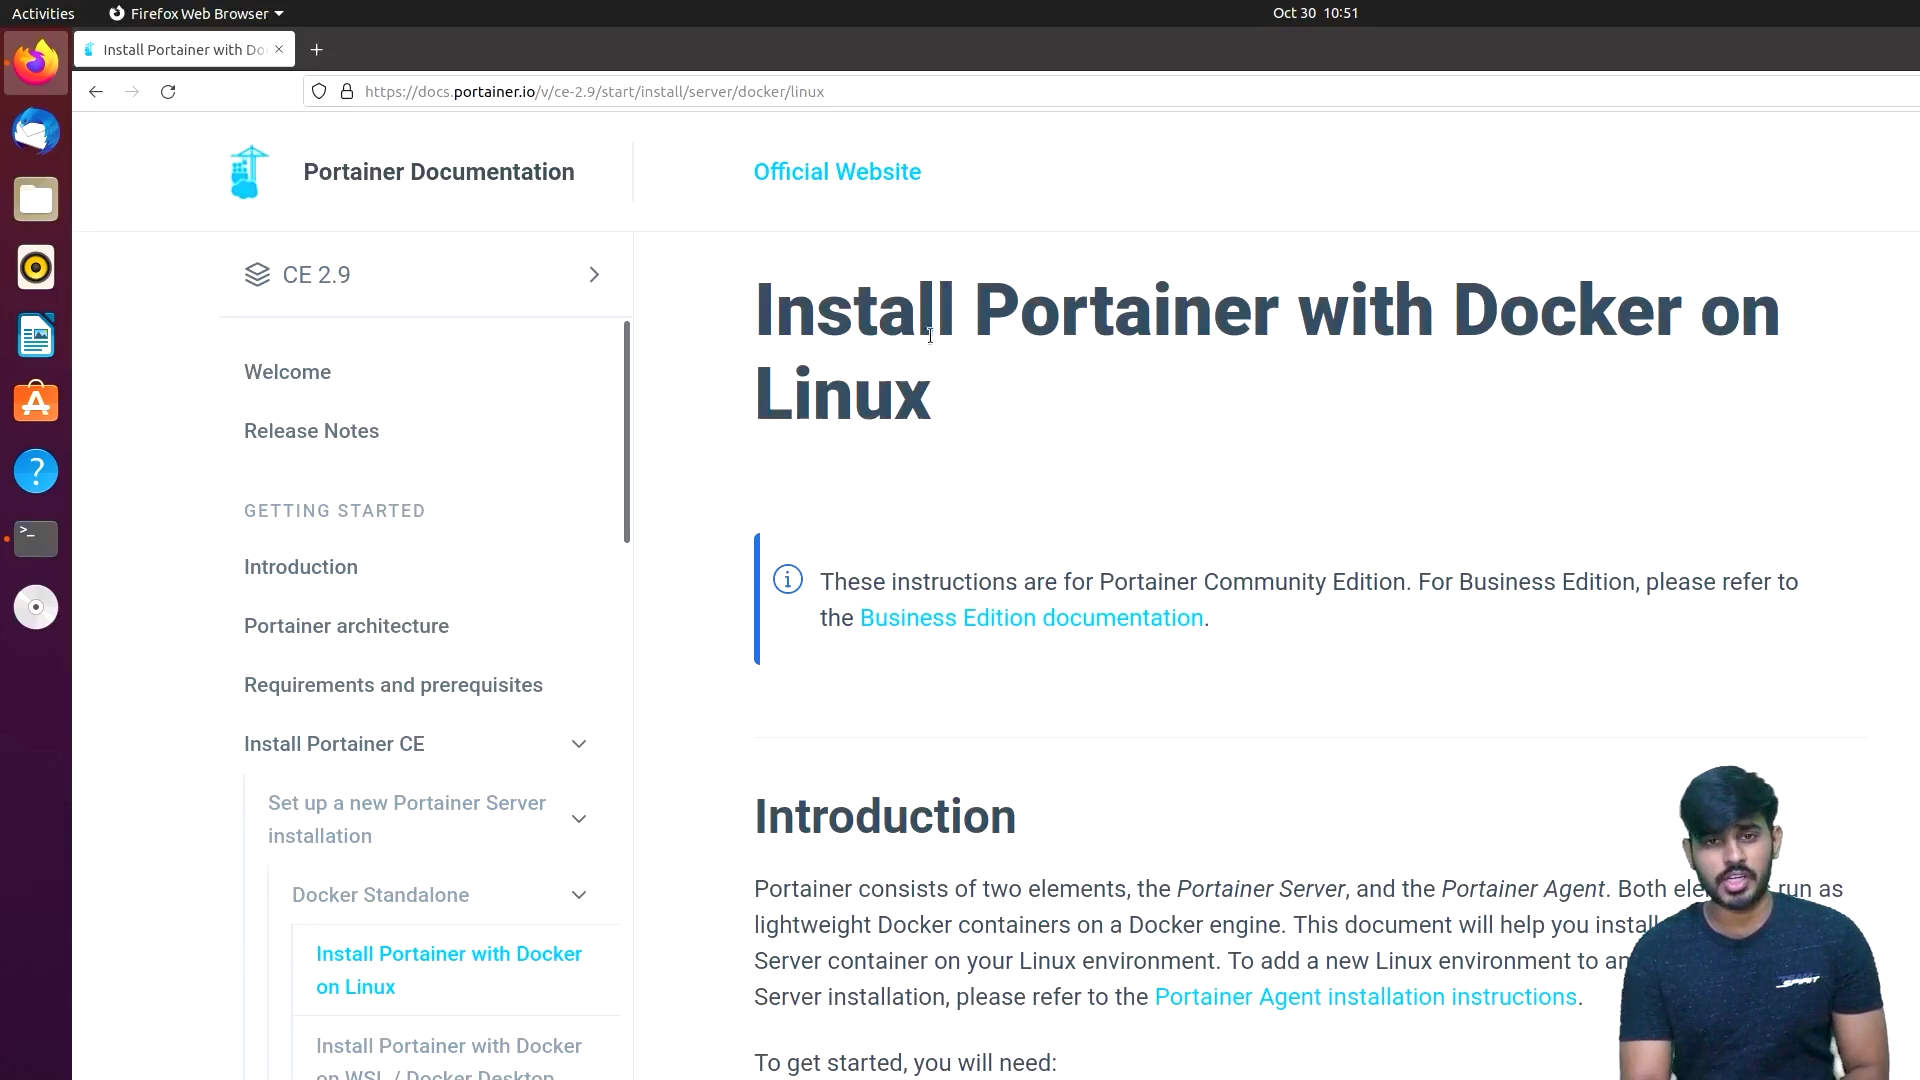 Activities
Firefox Web Browser
Oct 30 10:51
Install Portainer with Do
https://docs.portainer.io/v/ce-2.9/start/install/server/docker/linux
Portainer Documentation
Official Website
CE 2.9
Welcome
Release Notes
GETTING STARTED
Introduction
Portainer architecture
Requirements and prerequisites
Install Portainer CE
Set up a new Portainer Server
installation
Docker Standalone
Install Portainer with Docker
on Linux
Install Portainer with Docker
on WSL / Docker Desktop
Install Portainer with Docker on
Linux
These instructions are for Portainer Community Edition. For Business Edition, please refer to
the Business Edition documentation.
Introduction
Portainer consists of two elements, the Portainer Server, and the Portainer Agent. Both run as
lightweight Docker containers on a Docker engine. This document will help you install
Server container on your Linux environment. To add a new Linux environment to
Server installation, please refer to the Portainer Agent installation instructions.
To get started, you will need: